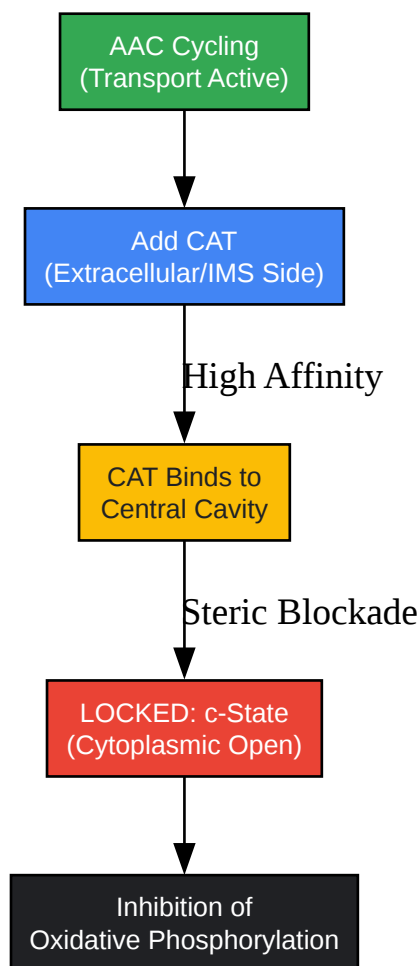 AAC Cycling
(Transport Active)
Add CAT
(Extracellular/IMS Side)
High Affinity
CAT Binds to
Central Cavity
Steric Blockade
LOCKED: c-State
(Cytoplasmic Open)
Inhibition of
Oxidative Phosphorylation